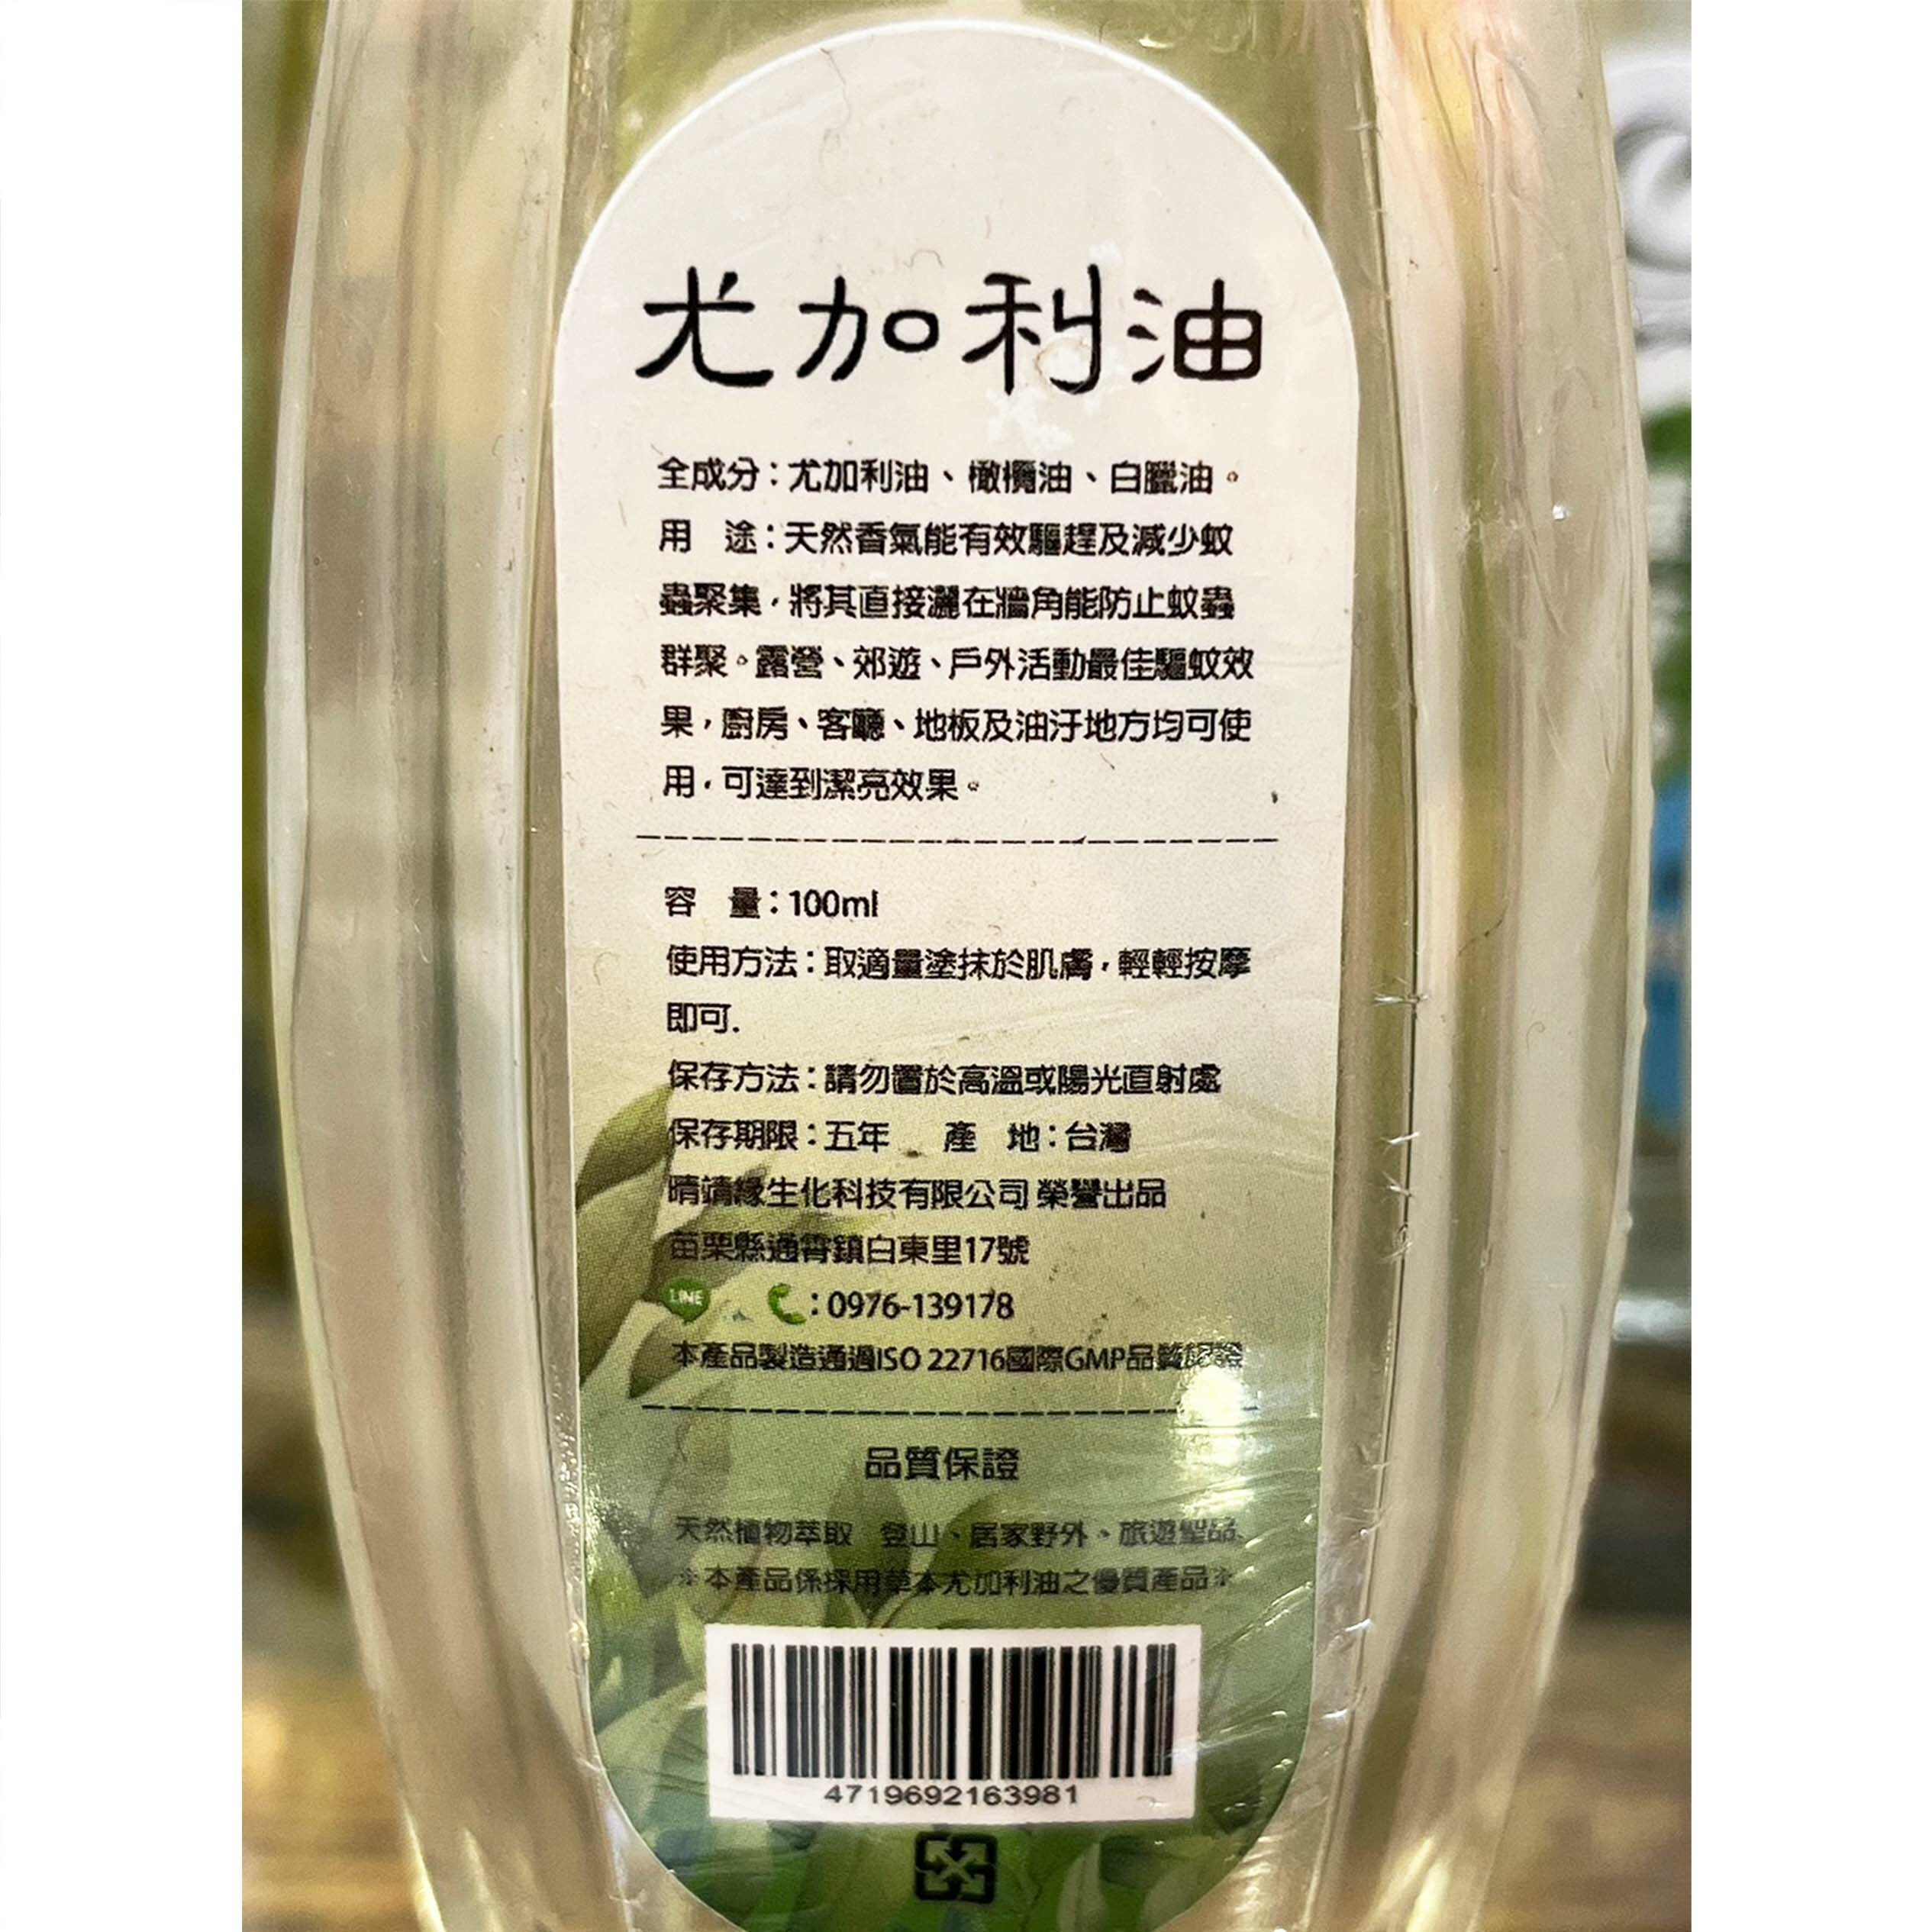 尤加利油
全成分：尤加利油、橄欖油、白臘油。
用　途：天然香氣能有效驅趕及減少蚊
蟲聚集，將其直接灑在牆角能防止蚊蟲
群聚。露營、郊遊、戶外活動最佳驅蚊效
果，廚房、客廳、地板及油汙地方均可使
用，可達到潔亮效果。
容　量：100ml
使用方法：取適量塗抹於肌膚，輕輕按摩
即可.
保存方法：請勿置於高溫或陽光直射處
保存期限：五年　產　地：台灣
晴靖緣生化科技有限公司 榮譽出品
苗栗縣通霄鎮白東里17號
LINE ：0976-139178
本產品製造通過ISO 22716國際GMP品質認證
品質保證
天然植物萃取　登山、居家野外、旅遊聖品、
※本產品係採用草本尤加利油之優質產品※
4719692163981